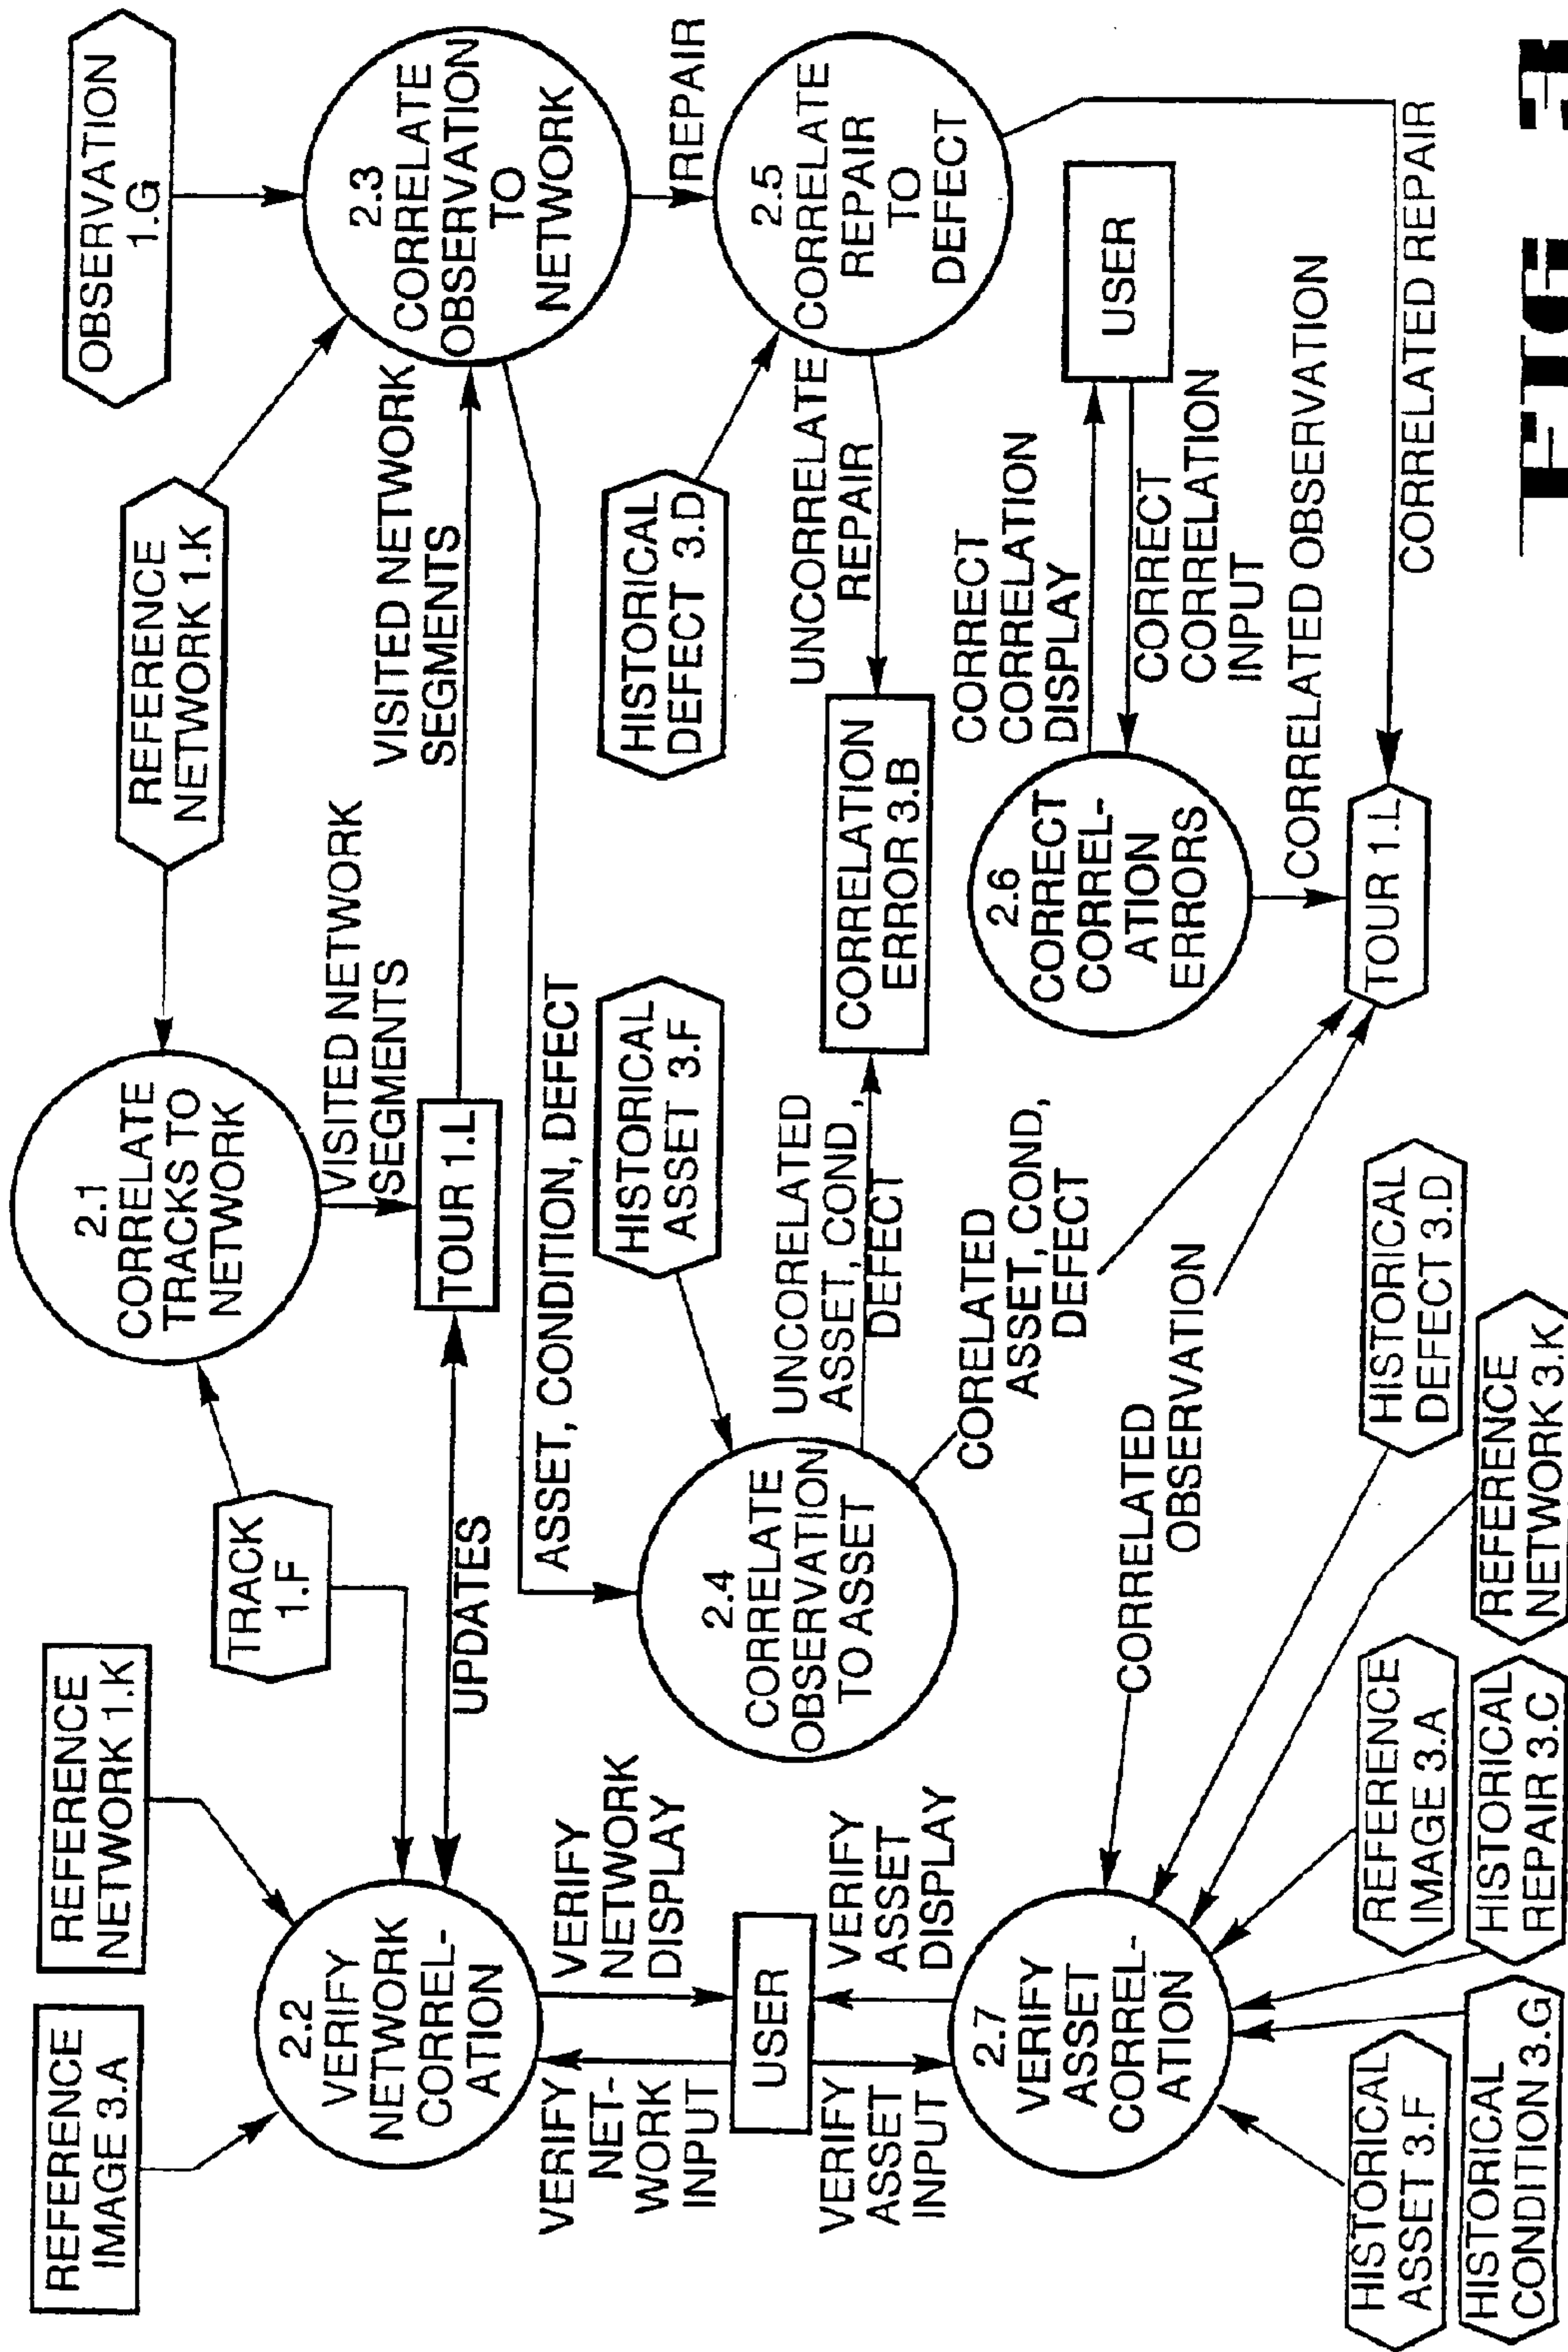 REFERENCE
IMAGE 3.A
REFERENCE
NETWORK 1.K
TRACK
1.F
2.1
CORRELATE
TRACKS TO
NETWORK
REFERENCE
NETWORK 1.K
OBSERVATION
1.G
2.2
VERIFY
NETWORK
CORREL-
ATION
UPDATES
VISITED NETWORK
SEGMENTS
TOUR 1.L
VISITED NETWORK
SEGMENTS
2.3
CORRELATE
OBSERVATION
TO
NETWORK
ASSET, CONDITION, DEFECT
REPAIR
VERIFY
NET-
WORK
INPUT
VERIFY
NETWORK
DISPLAY
USER
2.4
CORRELATE
OBSERVATION
TO ASSET
HISTORICAL
ASSET 3.F
HISTORICAL
DEFECT 3.D
2.5
CORRELATE
REPAIR
TO
DEFECT
UNCORELATED
ASSET, COND,
DEFECT
CORRELATION
ERROR 3.B
UNCORRELATE
REPAIR
VERIFY
ASSET
INPUT
VERIFY
ASSET
DISPLAY
CORELATED
ASSET, COND,
DEFECT
2.6
CORRECT
CORREL-
ATION
ERRORS
CORRECT
CORRELATION
DISPLAY
USER
CORRECT
CORRELATION
INPUT
2.7
VERIFY
ASSET
CORREL-
ATION
CORRELATED
OBSERVATION
CORRELATED OBSERVATION
TOUR 1.L
CORRELATED REPAIR
HISTORICAL
ASSET 3.F
REFERENCE
IMAGE 3.A
HISTORICAL
DEFECT 3.D
HISTORICAL
CONDITION 3.G
HISTORICAL
REPAIR 3.C
REFERENCE
NETWORK 3.K
FIG 3